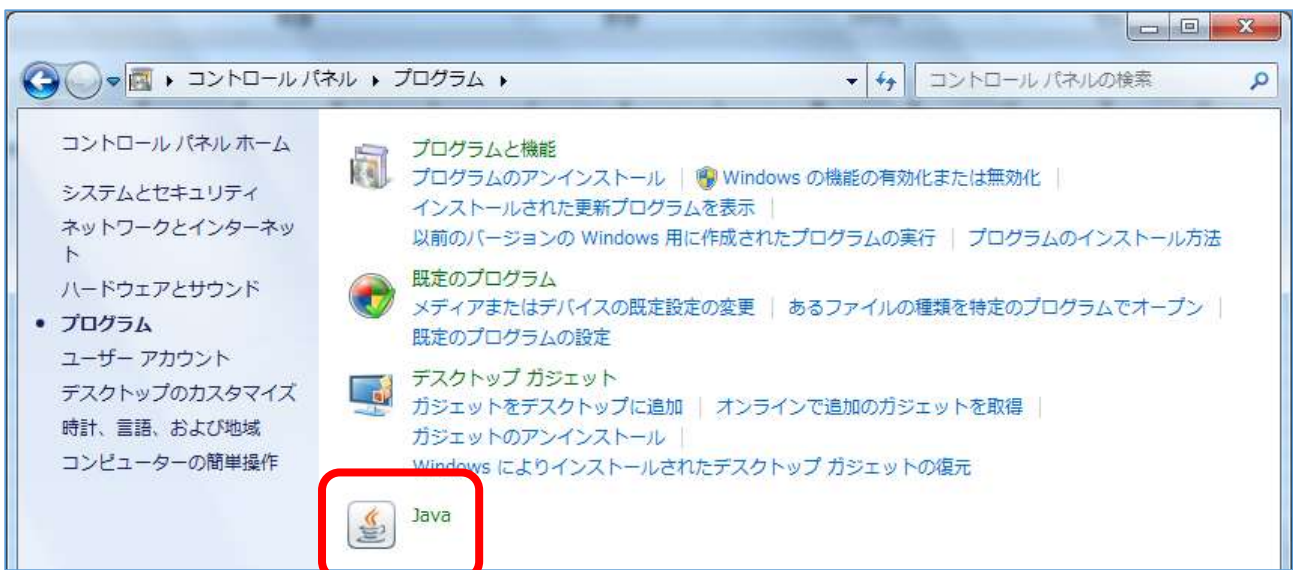 コントロール パネル ▸ プログラム ▸
コントロール パネルの検索
コントロール パネル ホーム
システムとセキュリティ
ネットワークとインターネッ
ト
ハードウェアとサウンド
プログラム
ユーザー アカウント
デスクトップのカスタマイズ
時計、言語、および地域
コンピューターの簡単操作
プログラムと機能
プログラムのアンインストール | Windows の機能の有効化または無効化 |
インストールされた更新プログラムを表示 |
以前のバージョンの Windows 用に作成されたプログラムの実行 | プログラムのインストール方法
既定のプログラム
メディアまたはデバイスの既定設定の変更 | あるファイルの種類を特定のプログラムでオープン |
既定のプログラムの設定
デスクトップ ガジェット
ガジェットをデスクトップに追加 | オンラインで追加のガジェットを取得 |
ガジェットのアンインストール |
Windows によりインストールされたデスクトップ ガジェットの復元
Java